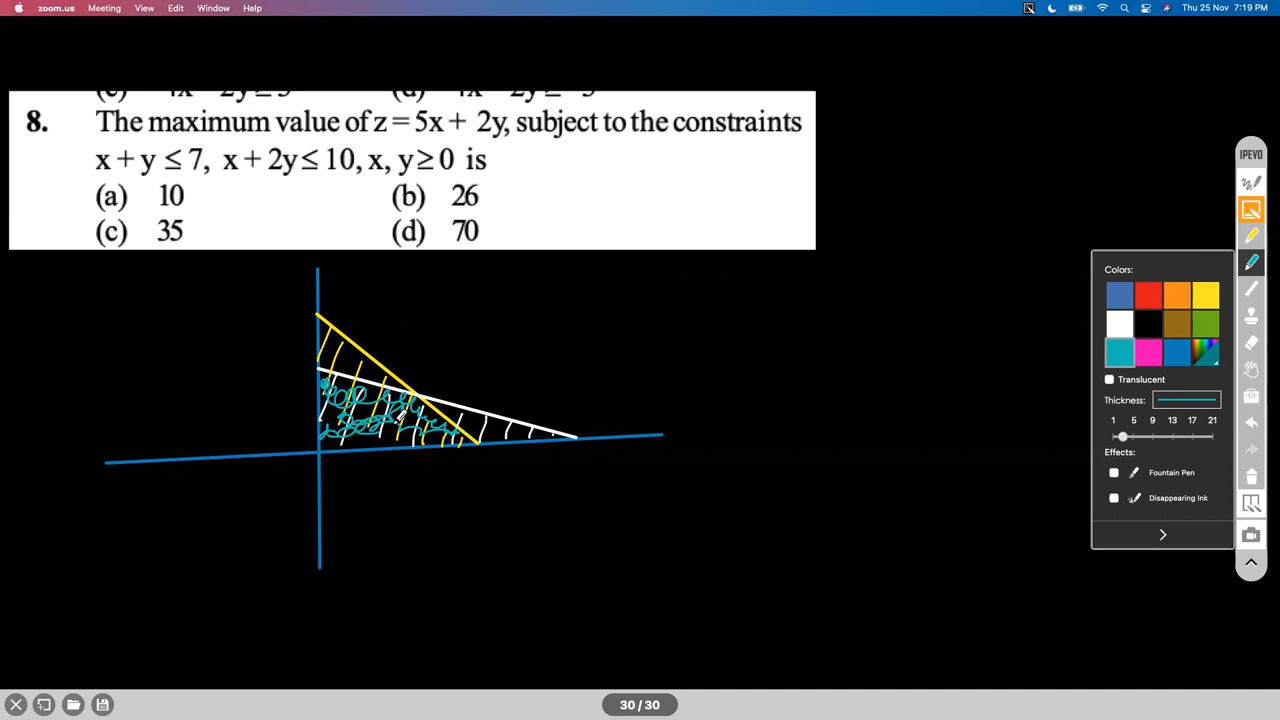 zoom.us Meeting View Edit Window Help Thu 25 Nov 7:19 PM
8. The maximum value of z = 5x + 2y, subject to the constraints
x + y ≤ 7, x + 2y ≤ 10, x, y ≥ 0 is
(a) 10 (b) 26
(c) 35 (d) 70
IPEVO
Colors:
Translucent
Thickness:
1 5 9 13 17 21
Effects:
Fountain Pen
Disappearing Ink
30 / 30